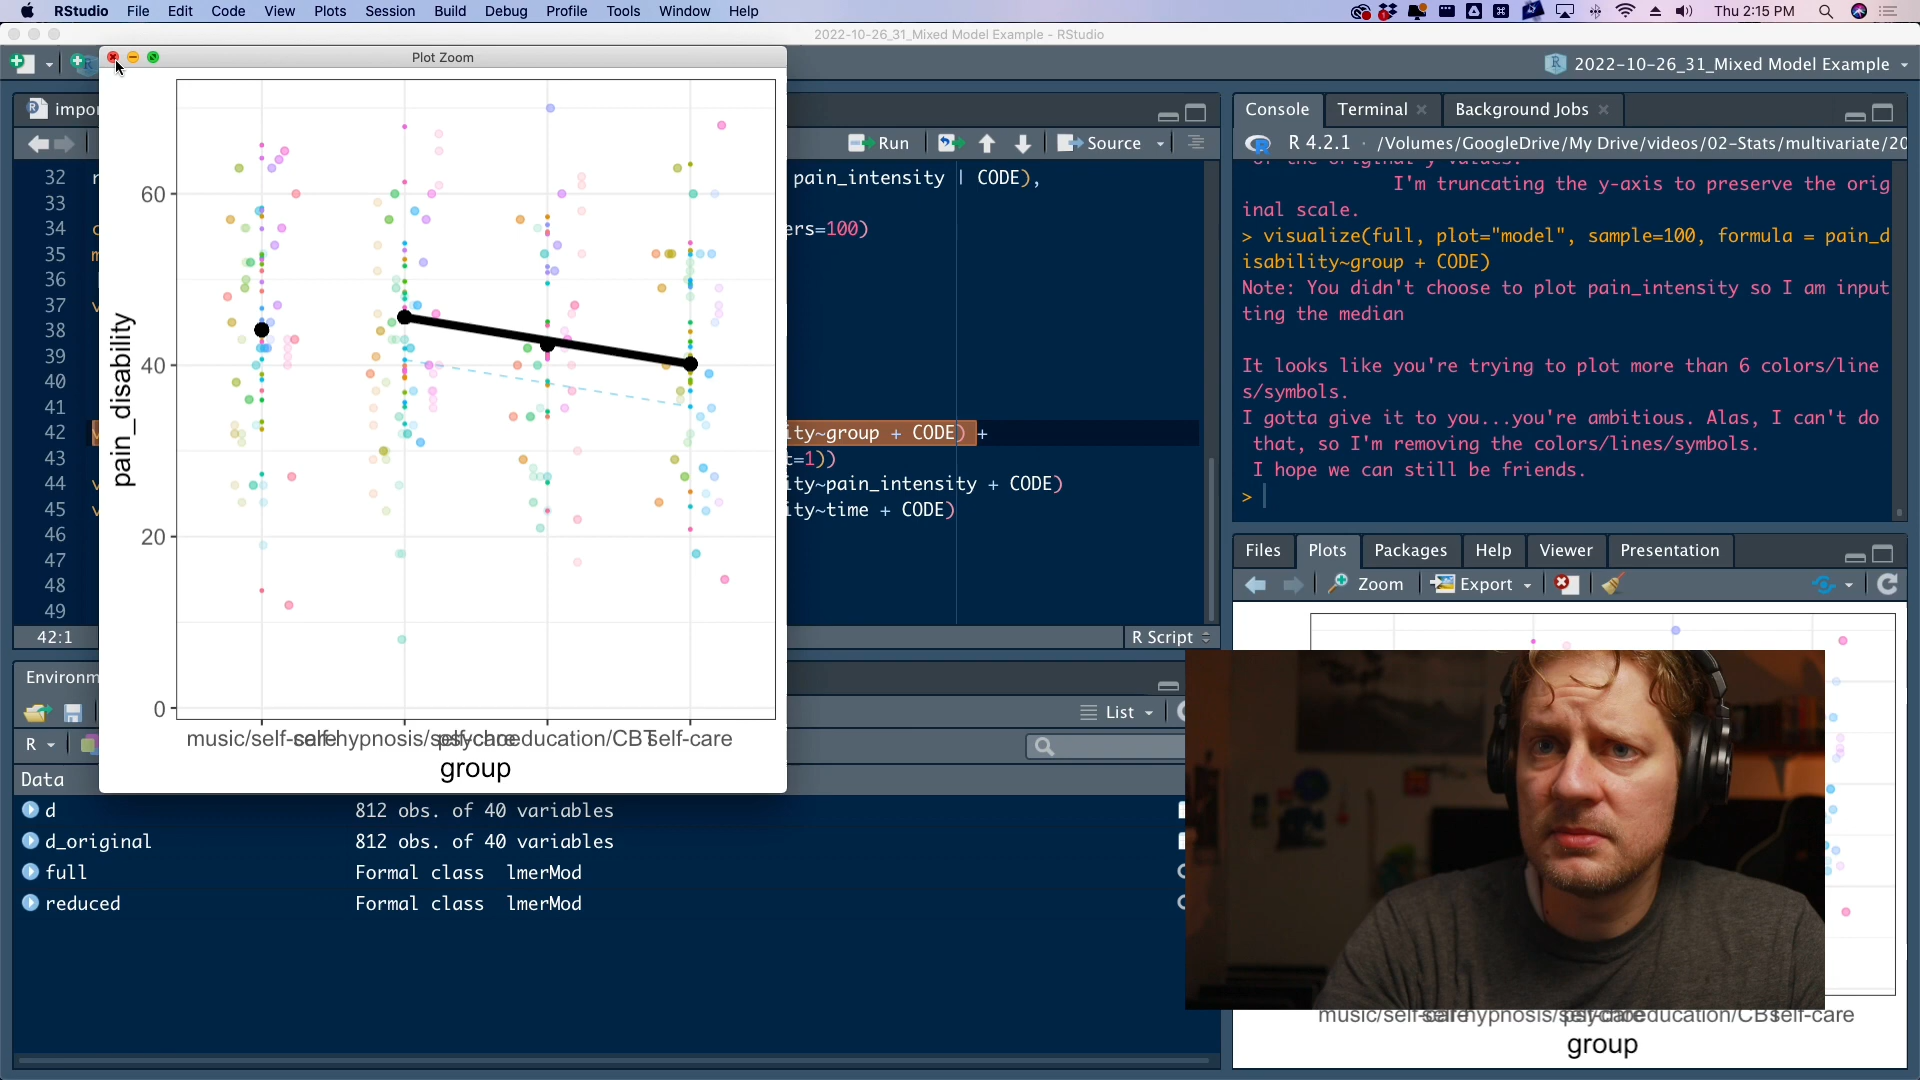 RStudio File Edit Code View Plots Session Build Debug Profile Tools Window Help
Thu 2:15 PM
2022-10-26_31_Mixed Model Example - RStudio
2022-10-26_31_Mixed Model Example
Plot Zoom
60
40
20
0
pain_disability
group
self-care
impor
Run
Source
32
33
34
35
36
37
38
39
40
41
42
43
44
45
46
47
48
49
pain_intensity | CODE),
ers=100)
ity~group + CODE) +
t=1))
ity~pain_intensity + CODE)
ity~time + CODE)
42:1
R Script
Console Terminal Background Jobs
R 4.2.1 · /Volumes/GoogleDrive/My Drive/videos/02-Stats/multivariate/20
of the original y values.
I'm truncating the y-axis to preserve the orig
inal scale.
> visualize(full, plot="model", sample=100, formula = pain_d
isability~group + CODE)
Note: You didn't choose to plot pain_intensity so I am input
ting the median
It looks like you're trying to plot more than 6 colors/line
s/symbols.
I gotta give it to you...you're ambitious. Alas, I can't do
that, so I'm removing the colors/lines/symbols.
I hope we can still be friends.
>
Files Plots Packages Help Viewer Presentation
Zoom Export
self-care
group
Environm
List
R
Data
d 812 obs. of 40 variables
d_original 812 obs. of 40 variables
full Formal class lmerMod
reduced Formal class lmerMod